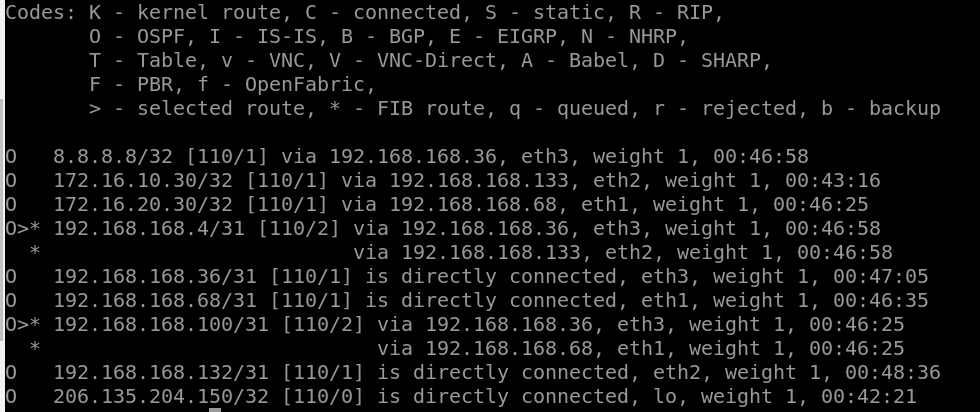 Codes: K - kernel route, C - connected, S - static, R - RIP,
       O - OSPF, I - IS-IS, B - BGP, E - EIGRP, N - NHRP,
       T - Table, v - VNC, V - VNC-Direct, A - Babel, D - SHARP,
       F - PBR, f - OpenFabric,
       > - selected route, * - FIB route, q - queued, r - rejected, b - backup

O   8.8.8.8/32 [110/1] via 192.168.168.36, eth3, weight 1, 00:46:58
O   172.16.10.30/32 [110/1] via 192.168.168.133, eth2, weight 1, 00:43:16
O   172.16.20.30/32 [110/1] via 192.168.168.68, eth1, weight 1, 00:46:25
O>* 192.168.168.4/31 [110/2] via 192.168.168.36, eth3, weight 1, 00:46:58
  *                          via 192.168.168.133, eth2, weight 1, 00:46:58
O   192.168.168.36/31 [110/1] is directly connected, eth3, weight 1, 00:47:05
O   192.168.168.68/31 [110/1] is directly connected, eth1, weight 1, 00:46:35
O>* 192.168.168.100/31 [110/2] via 192.168.168.36, eth3, weight 1, 00:46:25
  *                            via 192.168.168.68, eth1, weight 1, 00:46:25
O   192.168.168.132/31 [110/1] is directly connected, eth2, weight 1, 00:48:36
O   206.135.204.150/32 [110/0] is directly connected, lo, weight 1, 00:42:21